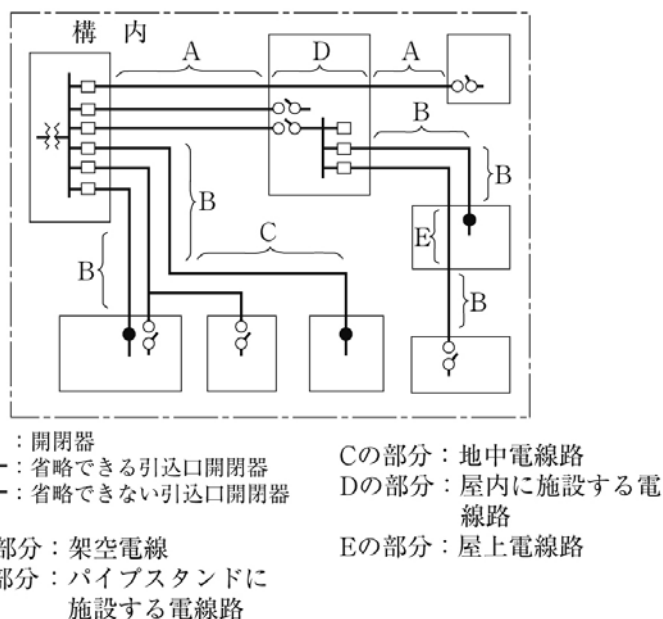 構 内
A
D
A
B
B
B
C
E
B
B
：開閉器
：省略できる引込口開閉器
：省略できない引込口開閉器
部分：架空電線
部分：パイプスタンドに
施設する電線路
Cの部分：地中電線路
Dの部分：屋内に施設する電
線路
Eの部分：屋上電線路